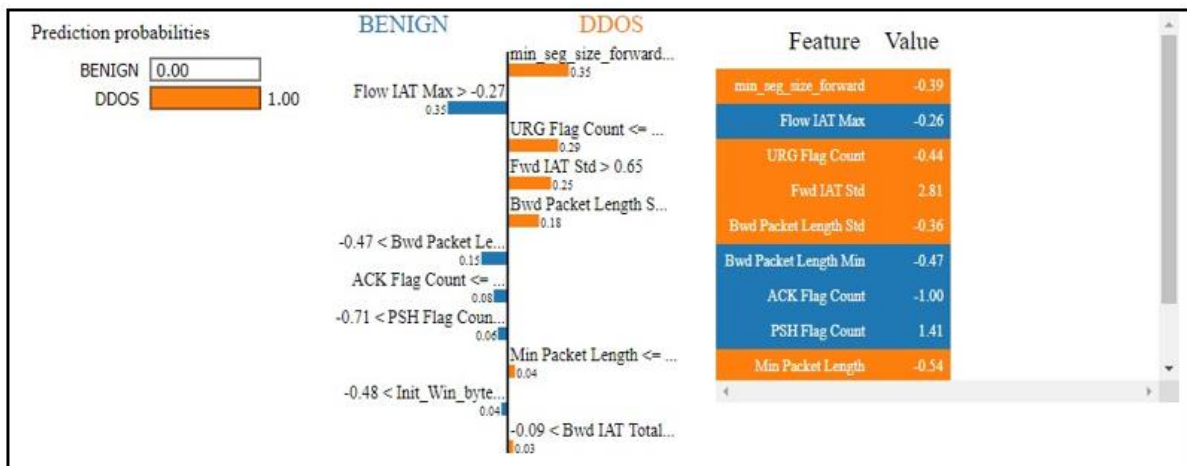 Prediction probabilities
BENIGN 0.00
DDOS 1.00
BENIGN DDOS
min_seg_size_forward...
0.35
Flow IAT Max > -0.27
0.35
URG Flag Count <= ...
0.29
Fwd IAT Std > 0.65
0.25
Bwd Packet Length S...
0.18
-0.47 < Bwd Packet Le...
0.15
ACK Flag Count <= ...
0.08
-0.71 < PSH Flag Coun...
0.06
Min Packet Length <= ...
0.04
-0.48 < Init_Win_byte...
0.04
-0.09 < Bwd IAT Total...
0.03
Feature Value
min_seg_size_forward -0.39
Flow IAT Max -0.26
URG Flag Count -0.44
Fwd IAT Std 2.81
Bwd Packet Length Std -0.36
Bwd Packet Length Min -0.47
ACK Flag Count -1.00
PSH Flag Count 1.41
Min Packet Length -0.54